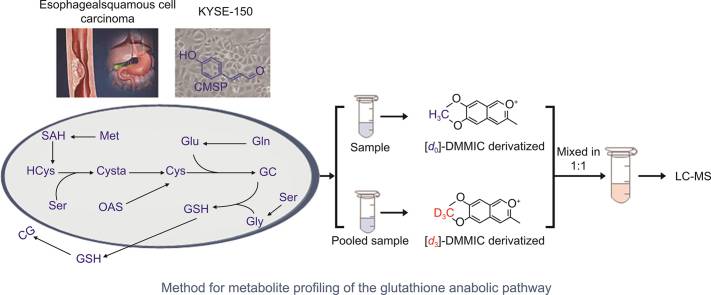 Esophagealsquamous cell
carcinoma
KYSE-150
HO
O
CMSP
SAH
Met
Glu
Gln
HCys
Cysta
Cys
GC
Ser
OAS
GSH
Ser
Gly
CG
GSH
Sample
Pooled sample
O
O+
H3C
O
[d0]-DMMIC derivatized
O
O+
D3C
O
[d3]-DMMIC derivatized
Mixed in
1:1
LC-MS
Method for metabolite profiling of the glutathione anabolic pathway